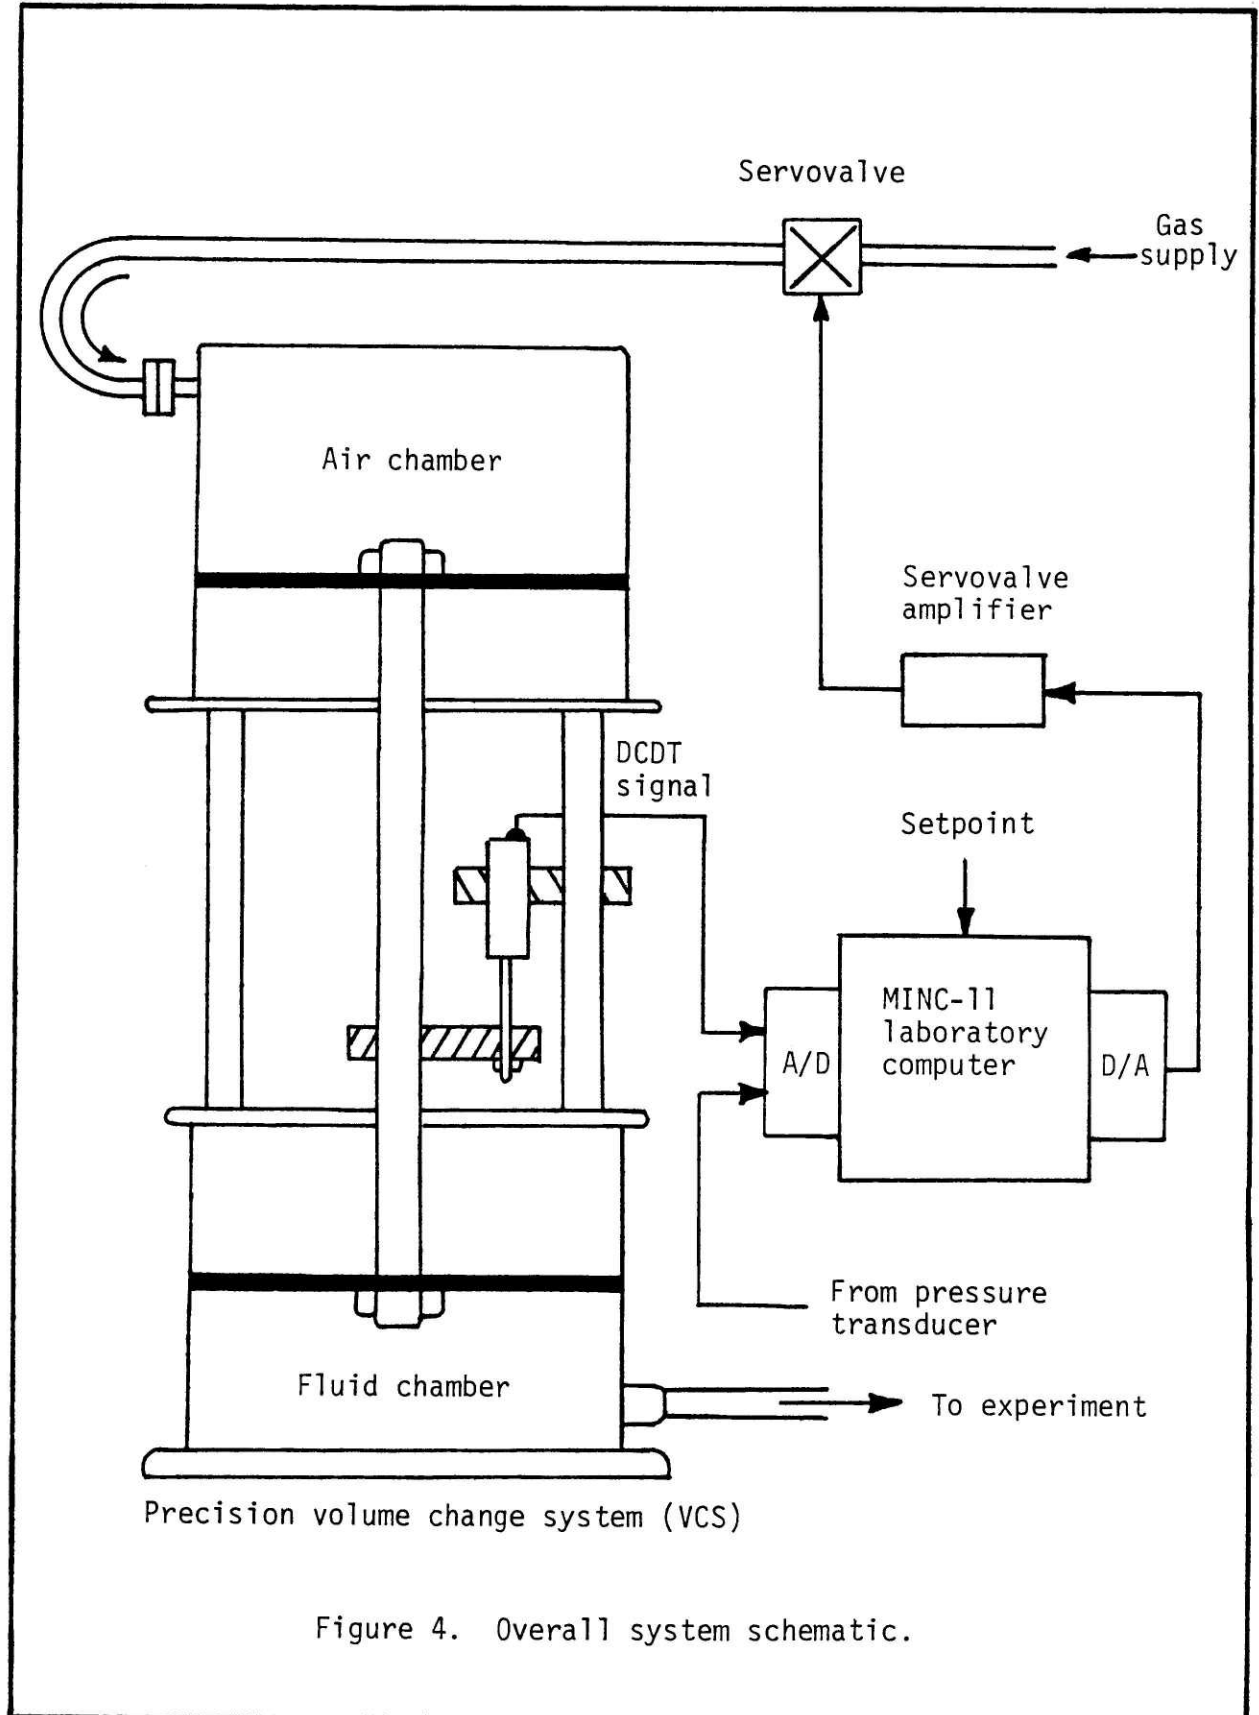 Servovalve
Gas
supply
Air chamber
Servovalve
amplifier
DCDT
signal
Setpoint
MINC-11
laboratory
computer
A/D
D/A
From pressure
transducer
Fluid chamber
To experiment
Precision volume change system (VCS)
Figure 4. Overall system schematic.